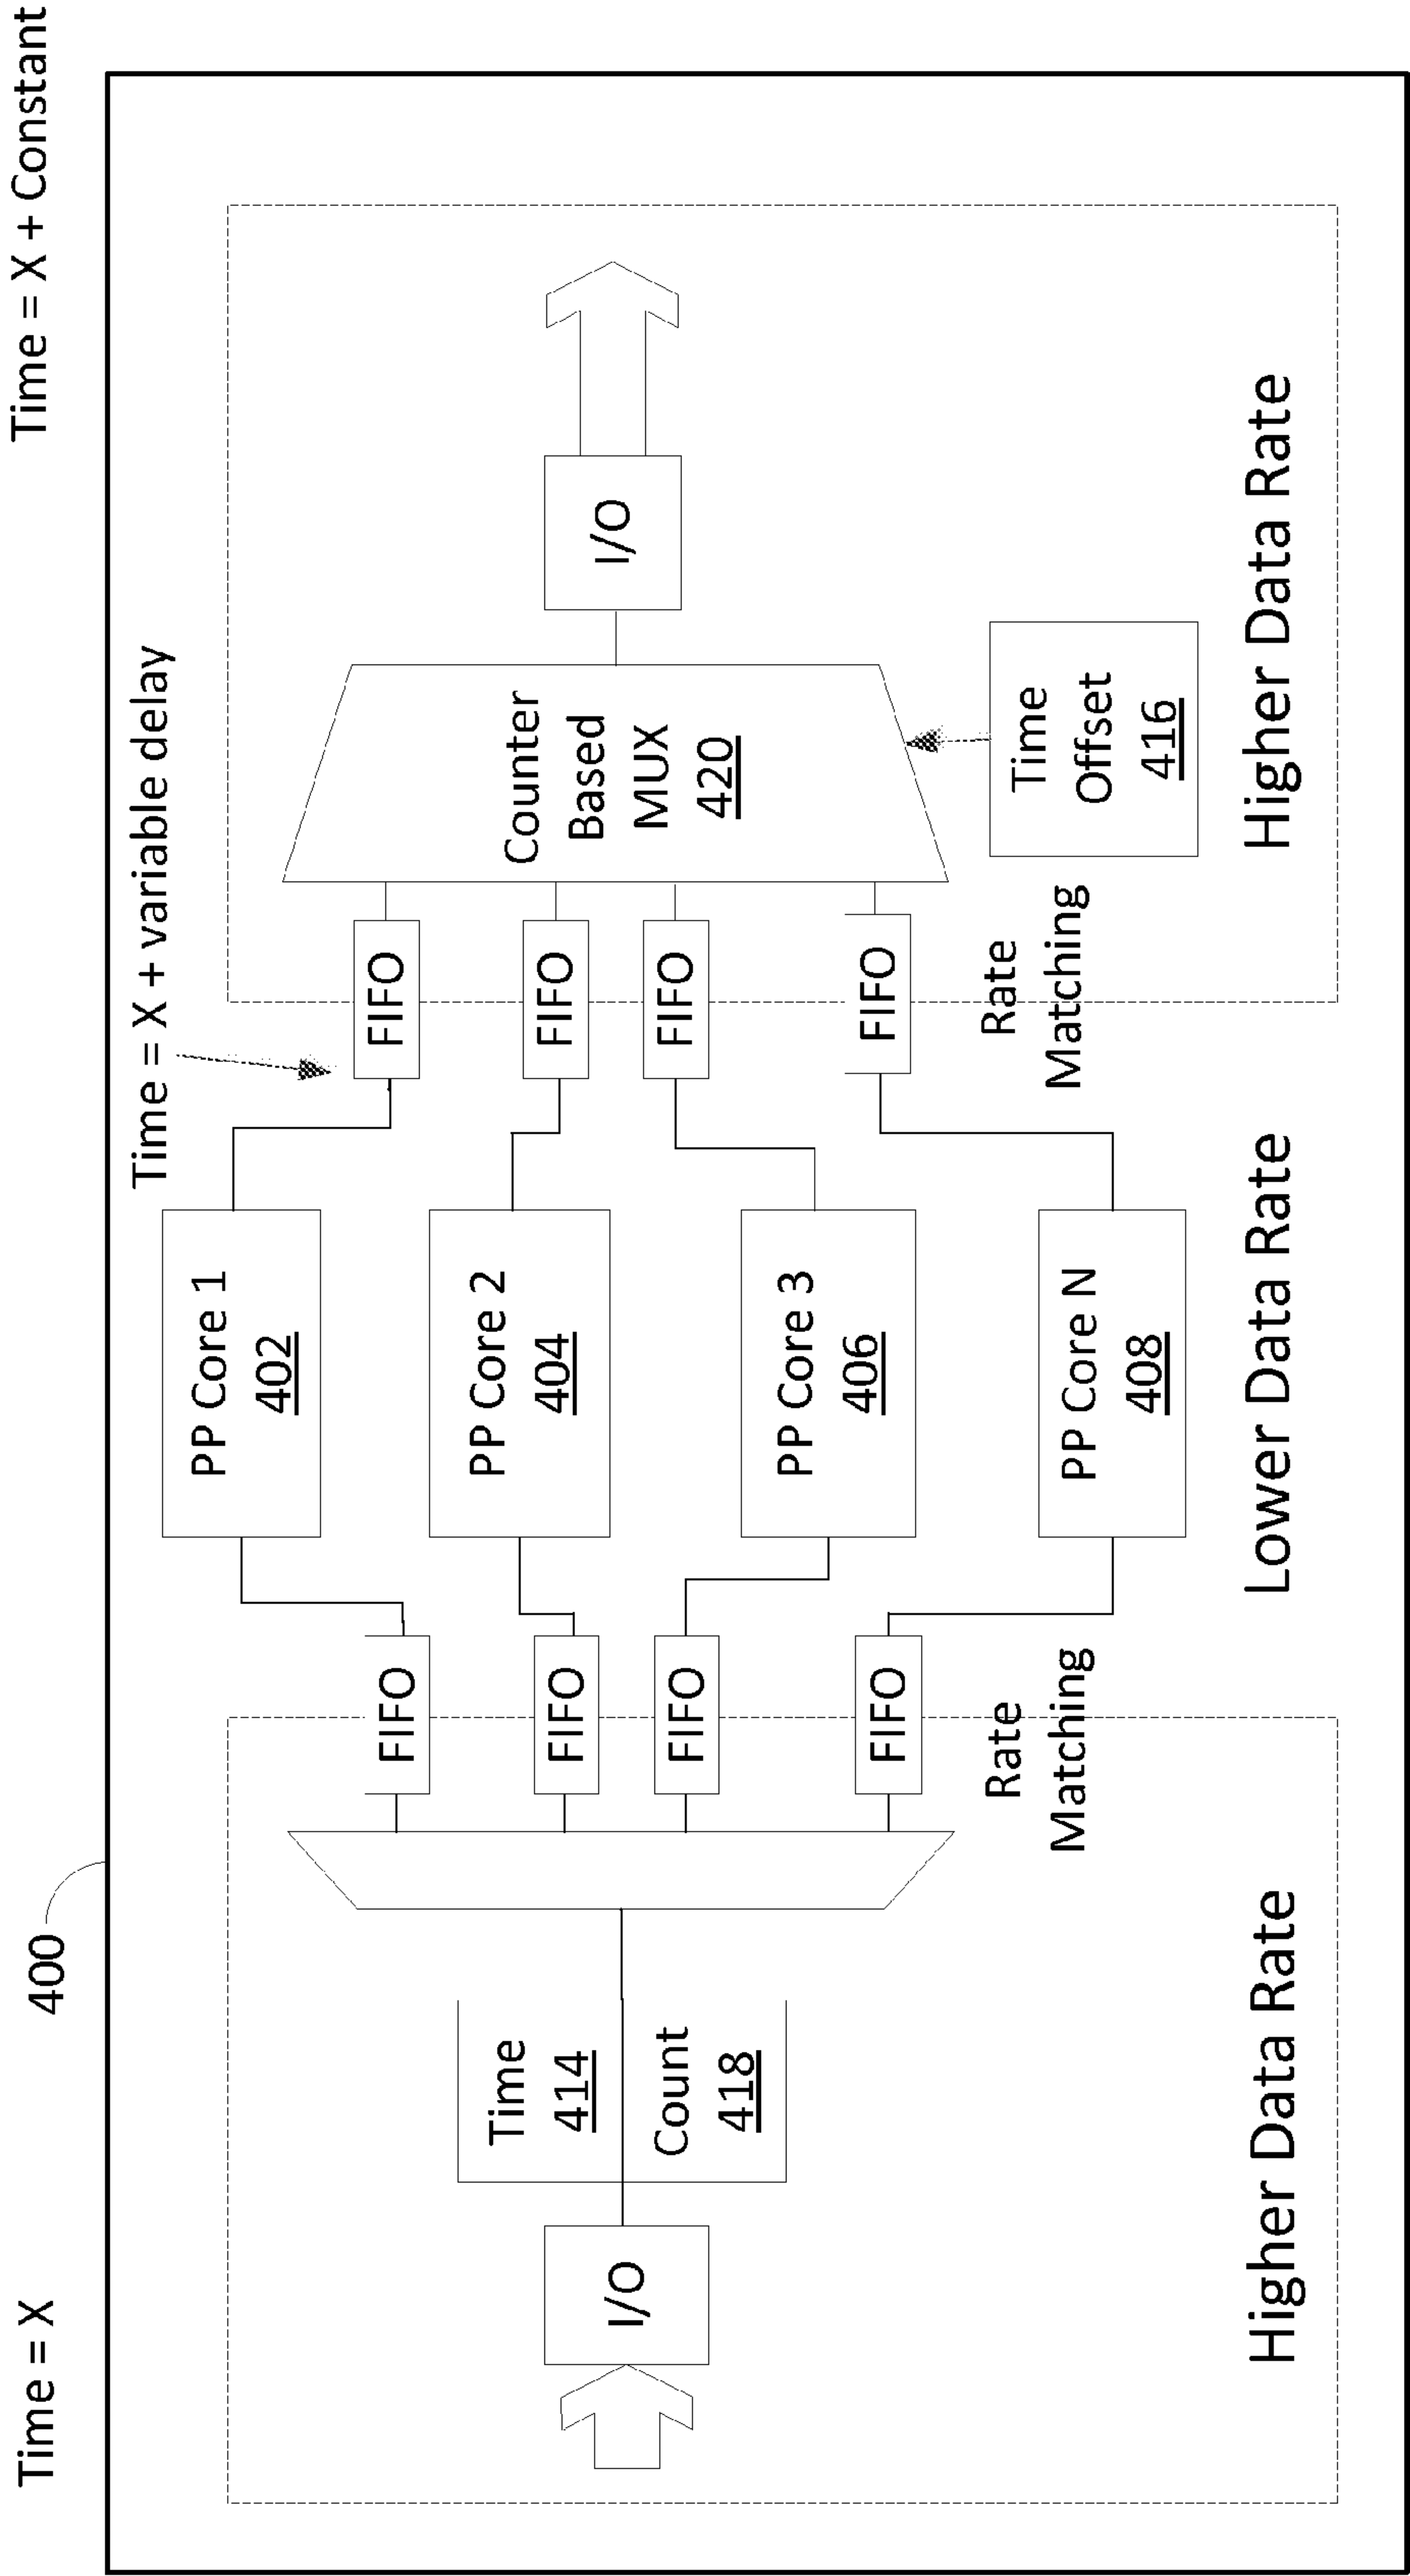 Time = X
400
Time = X + Constant
Time = X + variable delay
I/O
Time
414
Count
418
FIFO
FIFO
FIFO
FIFO
Rate
Matching
PP Core 1
402
PP Core 2
404
PP Core 3
406
PP Core N
408
FIFO
FIFO
FIFO
FIFO
Rate
Matching
Counter
Based
MUX
420
Time
Offset
416
I/O
Higher Data Rate
Lower Data Rate
Higher Data Rate